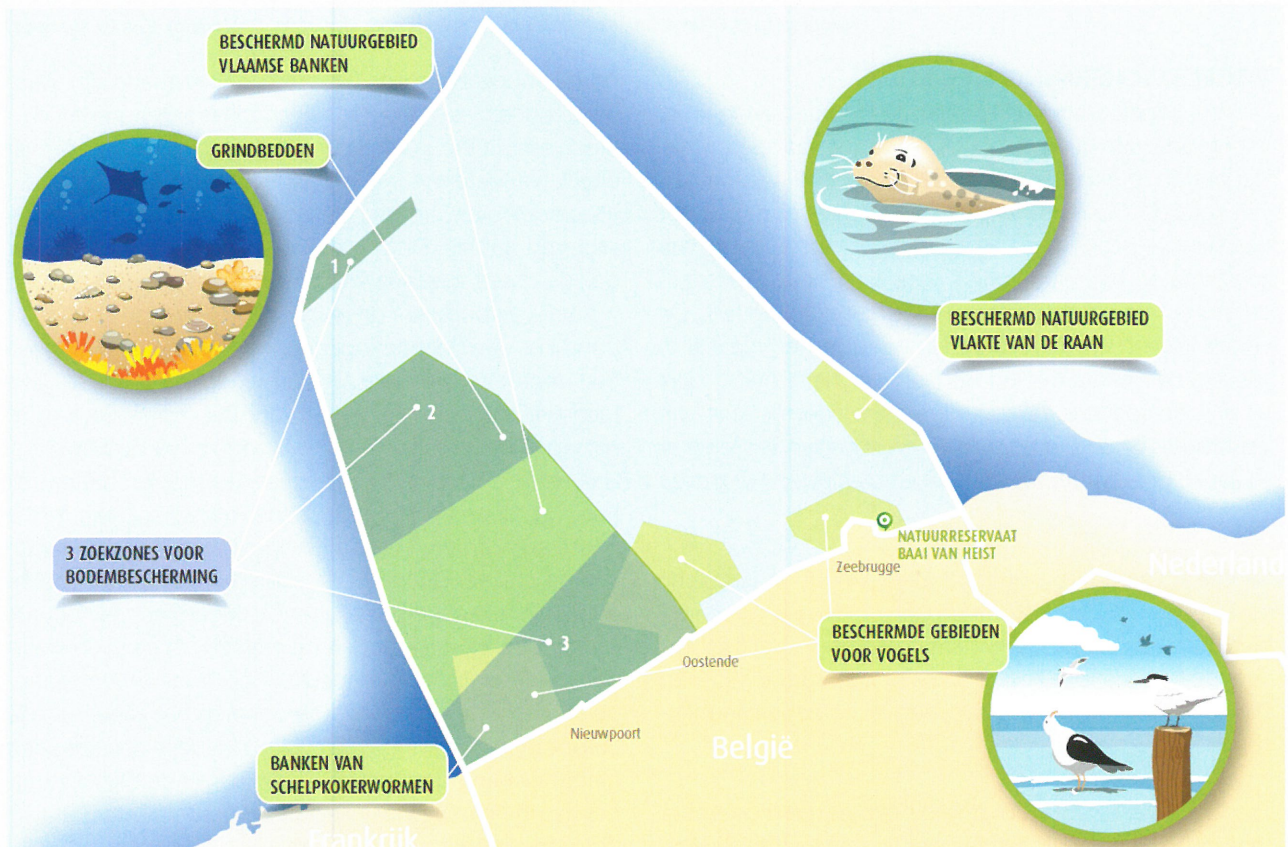 BESCHERMD NATUURGEBIED
VLAAMSE BANKEN
GRINDBEDDEN
1
BESCHERMD NATUURGEBIED
VLAKTE VAN DE RAAN
2
3 ZOEKZONES VOOR
BODEMBESCHERMING
NATUURRESERVAAT
BAAI VAN HEIST
Zeebrugge
Nederland
3
BESCHERMDE GEBIEDEN
VOOR VOGELS
Oostende
Nieuwpoort
België
BANKEN VAN
SCHELPKOKERWORMEN
Frankrijk